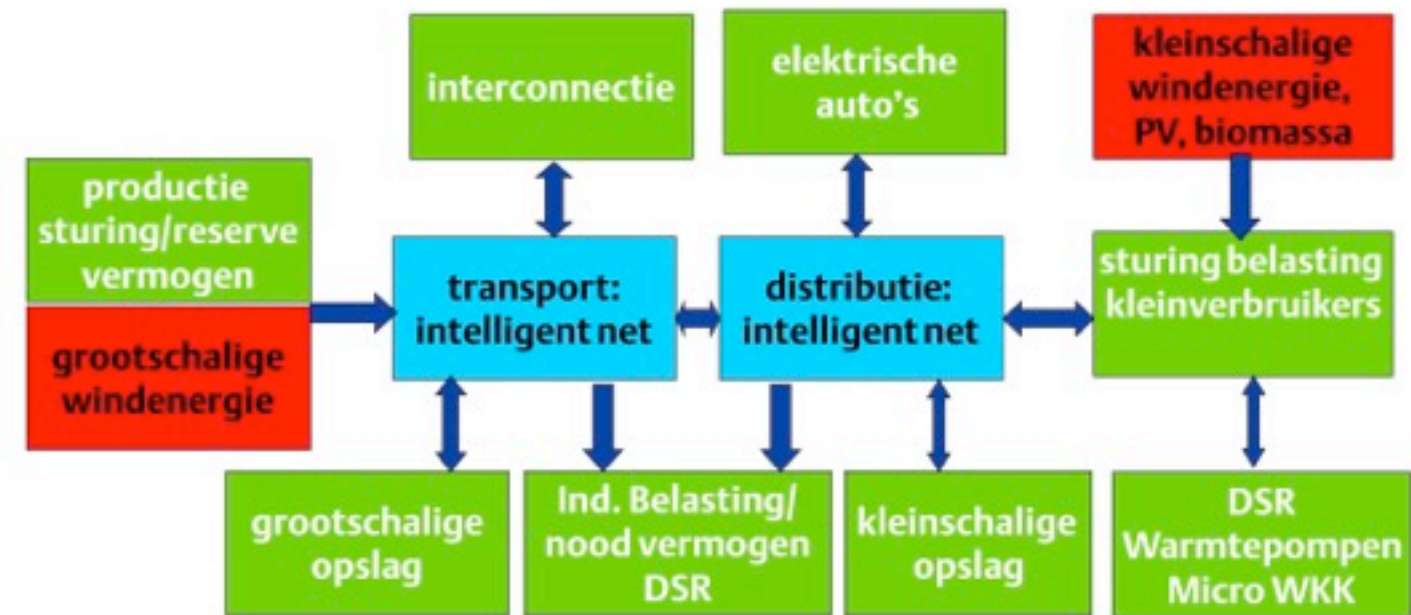 interconnectie
elektrische
auto's
kleinschalige
windenergie,
PV, biomassa
productie
sturing/reserve
vermogen
grootschalige
windenergie
transport:
intelligent net
distributie:
intelligent net
sturing belasting
kleinverbruikers
grootschalige
opslag
Ind. Belasting/
nood vermogen
DSR
kleinschalige
opslag
DSR
Warmtepompen
Micro WKK